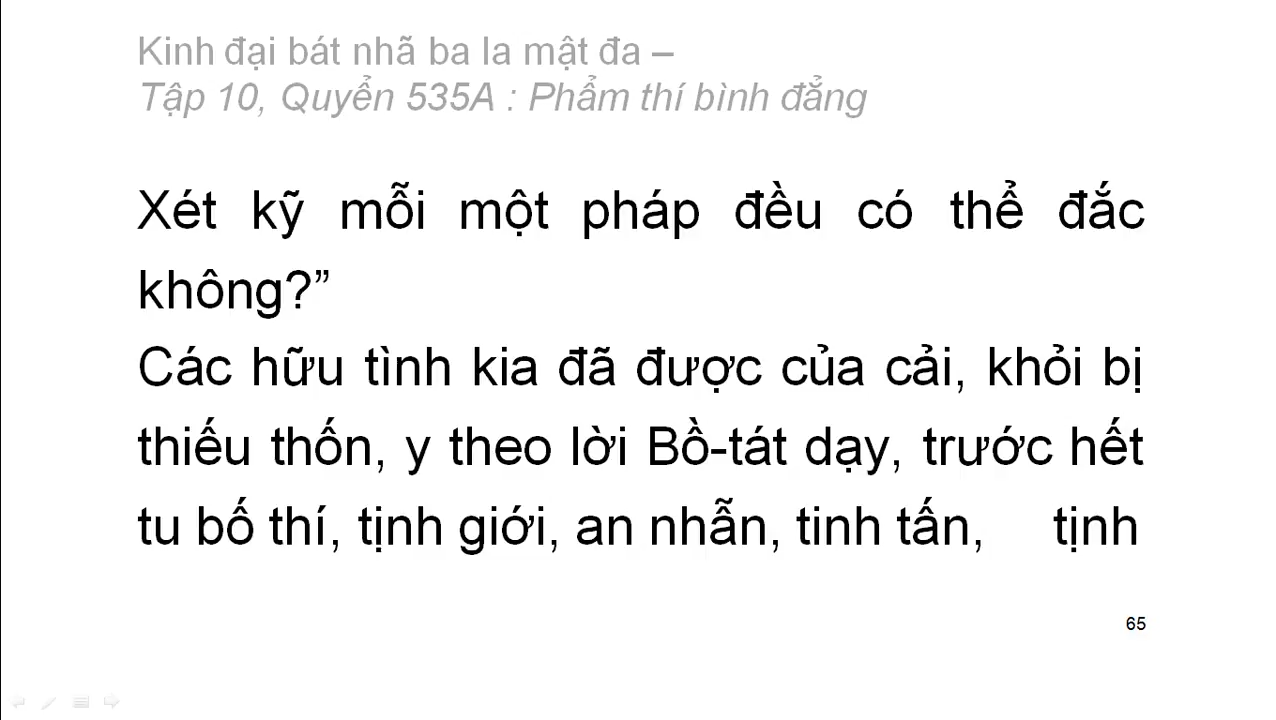 Kinh đại bát nhã ba la mật đa –
Tập 10, Quyển 535A : Phẩm thí bình đẳng
Xét kỹ mỗi một pháp đều có thể đắc
không?”
Các hữu tình kia đã được của cải, khỏi bị
thiếu thốn, y theo lời Bồ-tát dạy, trước hết
tu bố thí, tịnh giới, an nhẫn, tinh tấn, tịnh
65